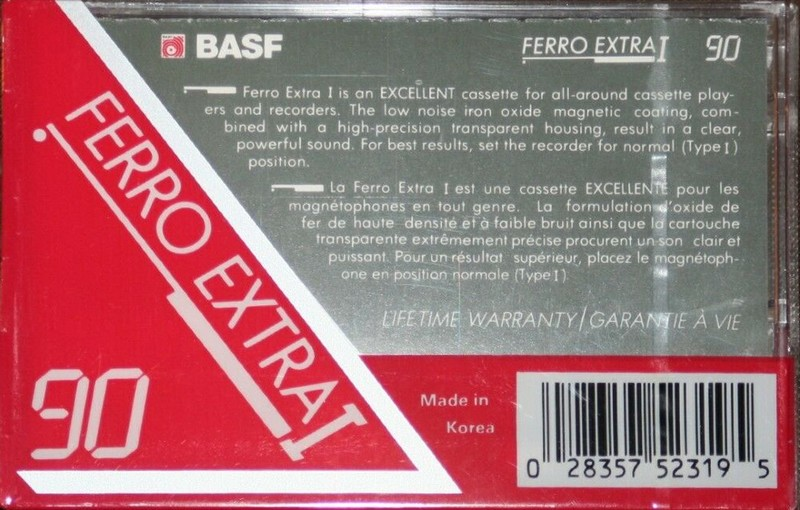 BASF
FERRO EXTRA I 90
Ferro Extra I is an EXCELLENT cassette for all-around cassette play-
ers and recorders. The low noise iron oxide magnetic coating, com-
bined with a high-precision transparent housing, result in a clear,
powerful sound. For best results, set the recorder for normal (Type I)
position.
La Ferro Extra I est une cassette EXCELLENTE pour les
magnétophones en tout genre. La formulation d'oxide de
fer de haute densité et à faible bruit ainsi que la cartouche
transparente extrêmement précise procurent un son clair et
puissant. Pour un résultat supérieur, placez le magnétoph-
one en position normale (Type I).
LIFETIME WARRANTY/GARANTIE À VIE
FERRO EXTRA I
90
Made in
Korea
0 28357 52319 5